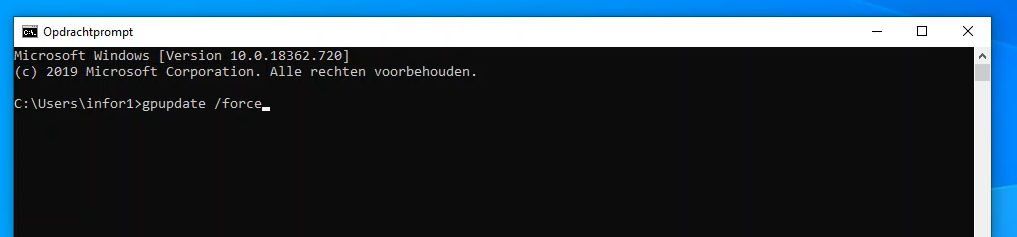 Opdrachtprompt
Microsoft Windows [Version 10.0.18362.720]
(c) 2019 Microsoft Corporation. Alle rechten voorbehouden.
C:\Users\infor1>gpupdate /force